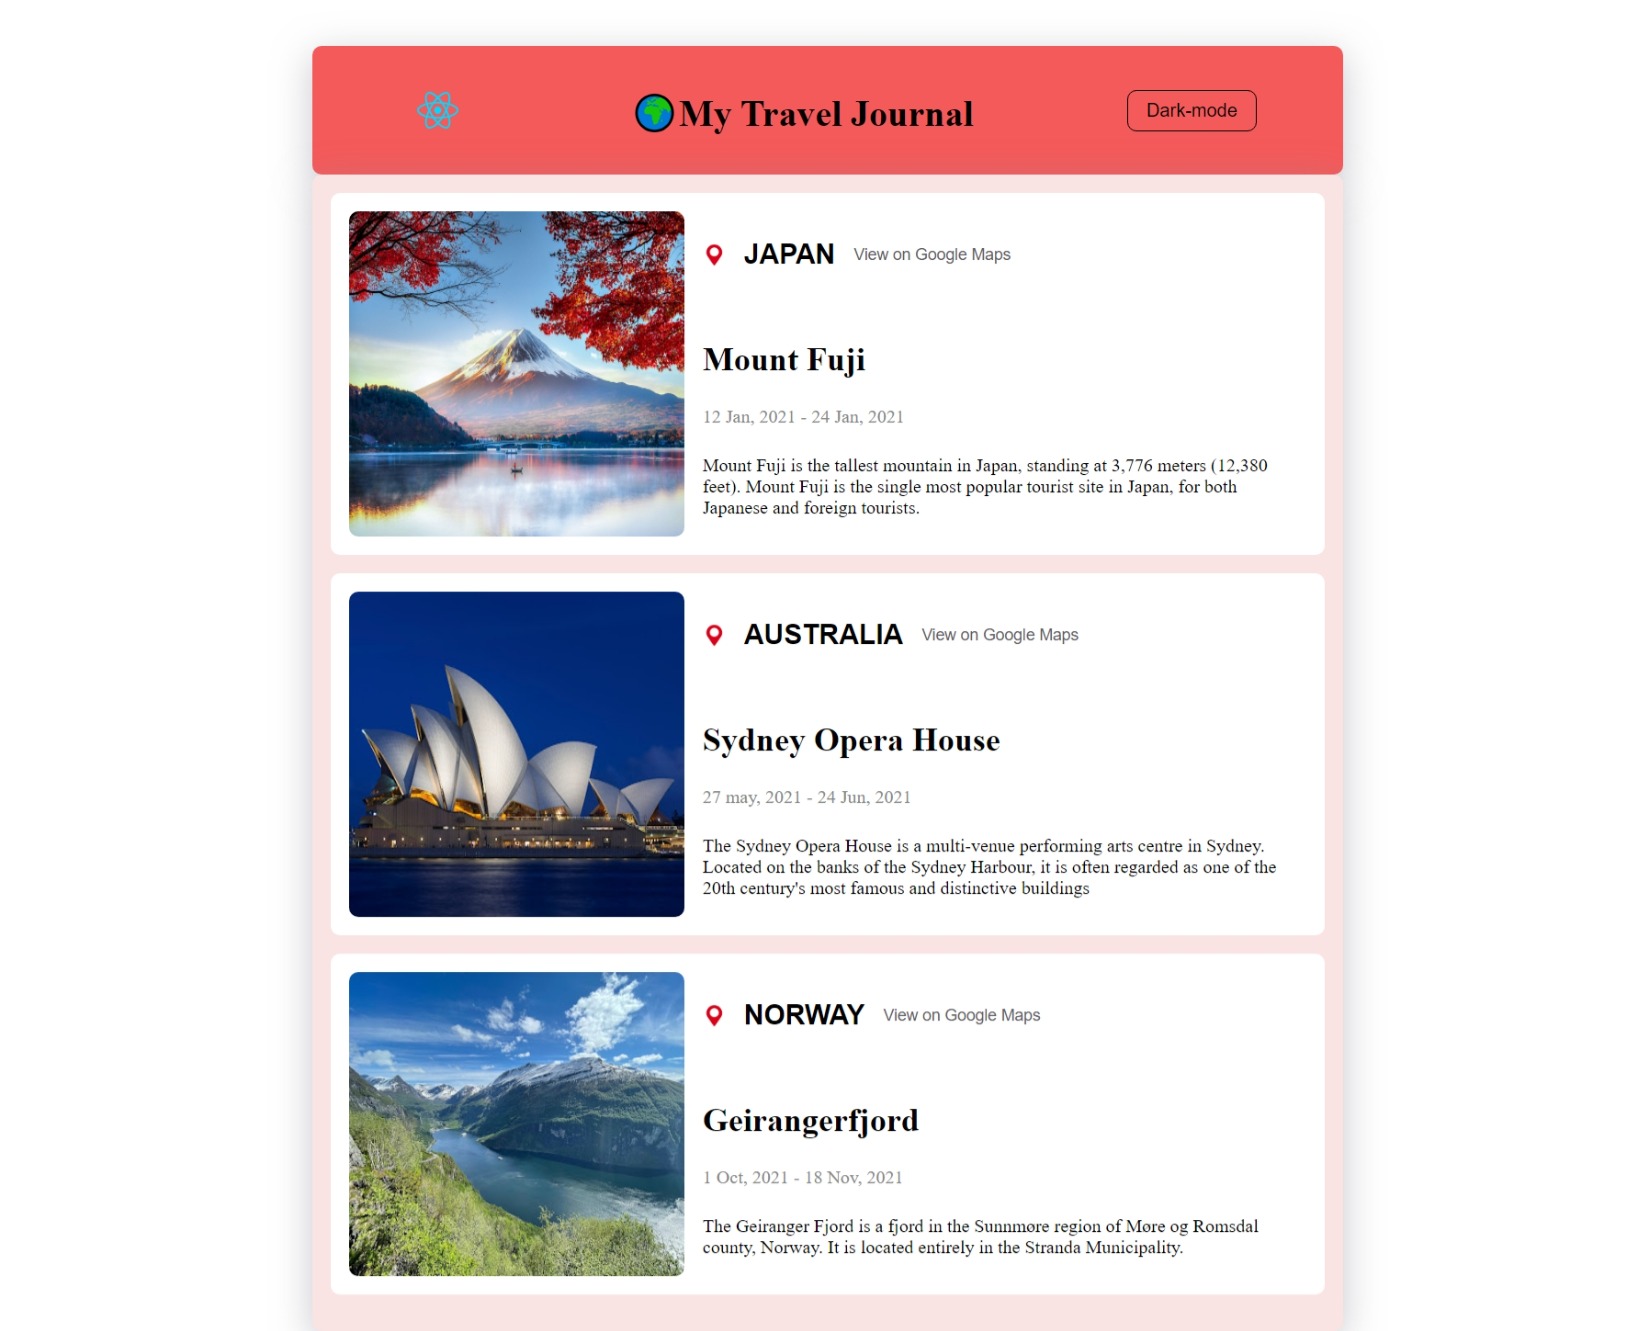 My Travel Journal
Dark-mode
JAPAN View on Google Maps
Mount Fuji
12 Jan, 2021 - 24 Jan, 2021
Mount Fuji is the tallest mountain in Japan, standing at 3,776 meters (12,380
feet). Mount Fuji is the single most popular tourist site in Japan, for both
Japanese and foreign tourists.
AUSTRALIA View on Google Maps
Sydney Opera House
27 may, 2021 - 24 Jun, 2021
The Sydney Opera House is a multi-venue performing arts centre in Sydney.
Located on the banks of the Sydney Harbour, it is often regarded as one of the
20th century's most famous and distinctive buildings
NORWAY View on Google Maps
Geirangerfjord
1 Oct, 2021 - 18 Nov, 2021
The Geiranger Fjord is a fjord in the Sunnmøre region of Møre og Romsdal
county, Norway. It is located entirely in the Stranda Municipality.